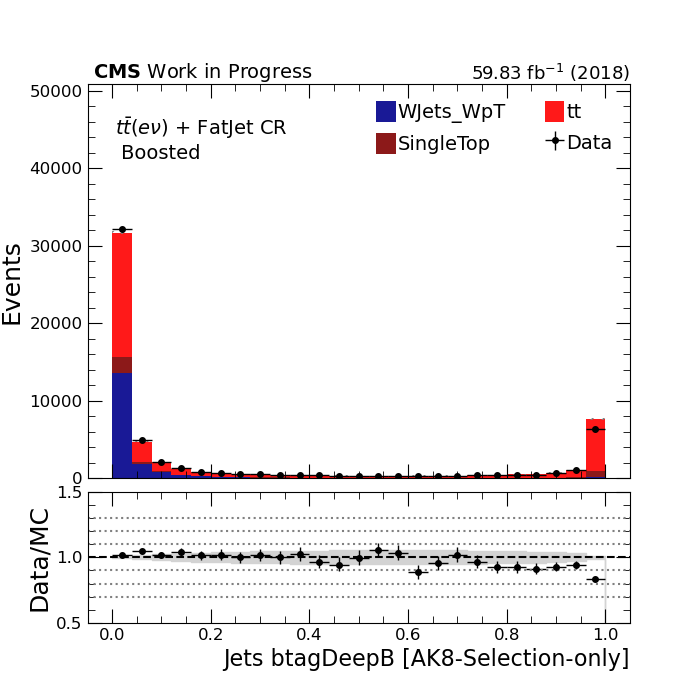 CMS Work in Progress 59.83 fb⁻¹ (2018)
50000
40000
30000
20000
10000
0
Events
tt̄(eν) + FatJet CR
Boosted
WJets_WpT tt
SingleTop Data
1.5
1.0
0.5
Data/MC
0.0 0.2 0.4 0.6 0.8 1.0
Jets btagDeepB [AK8-Selection-only]